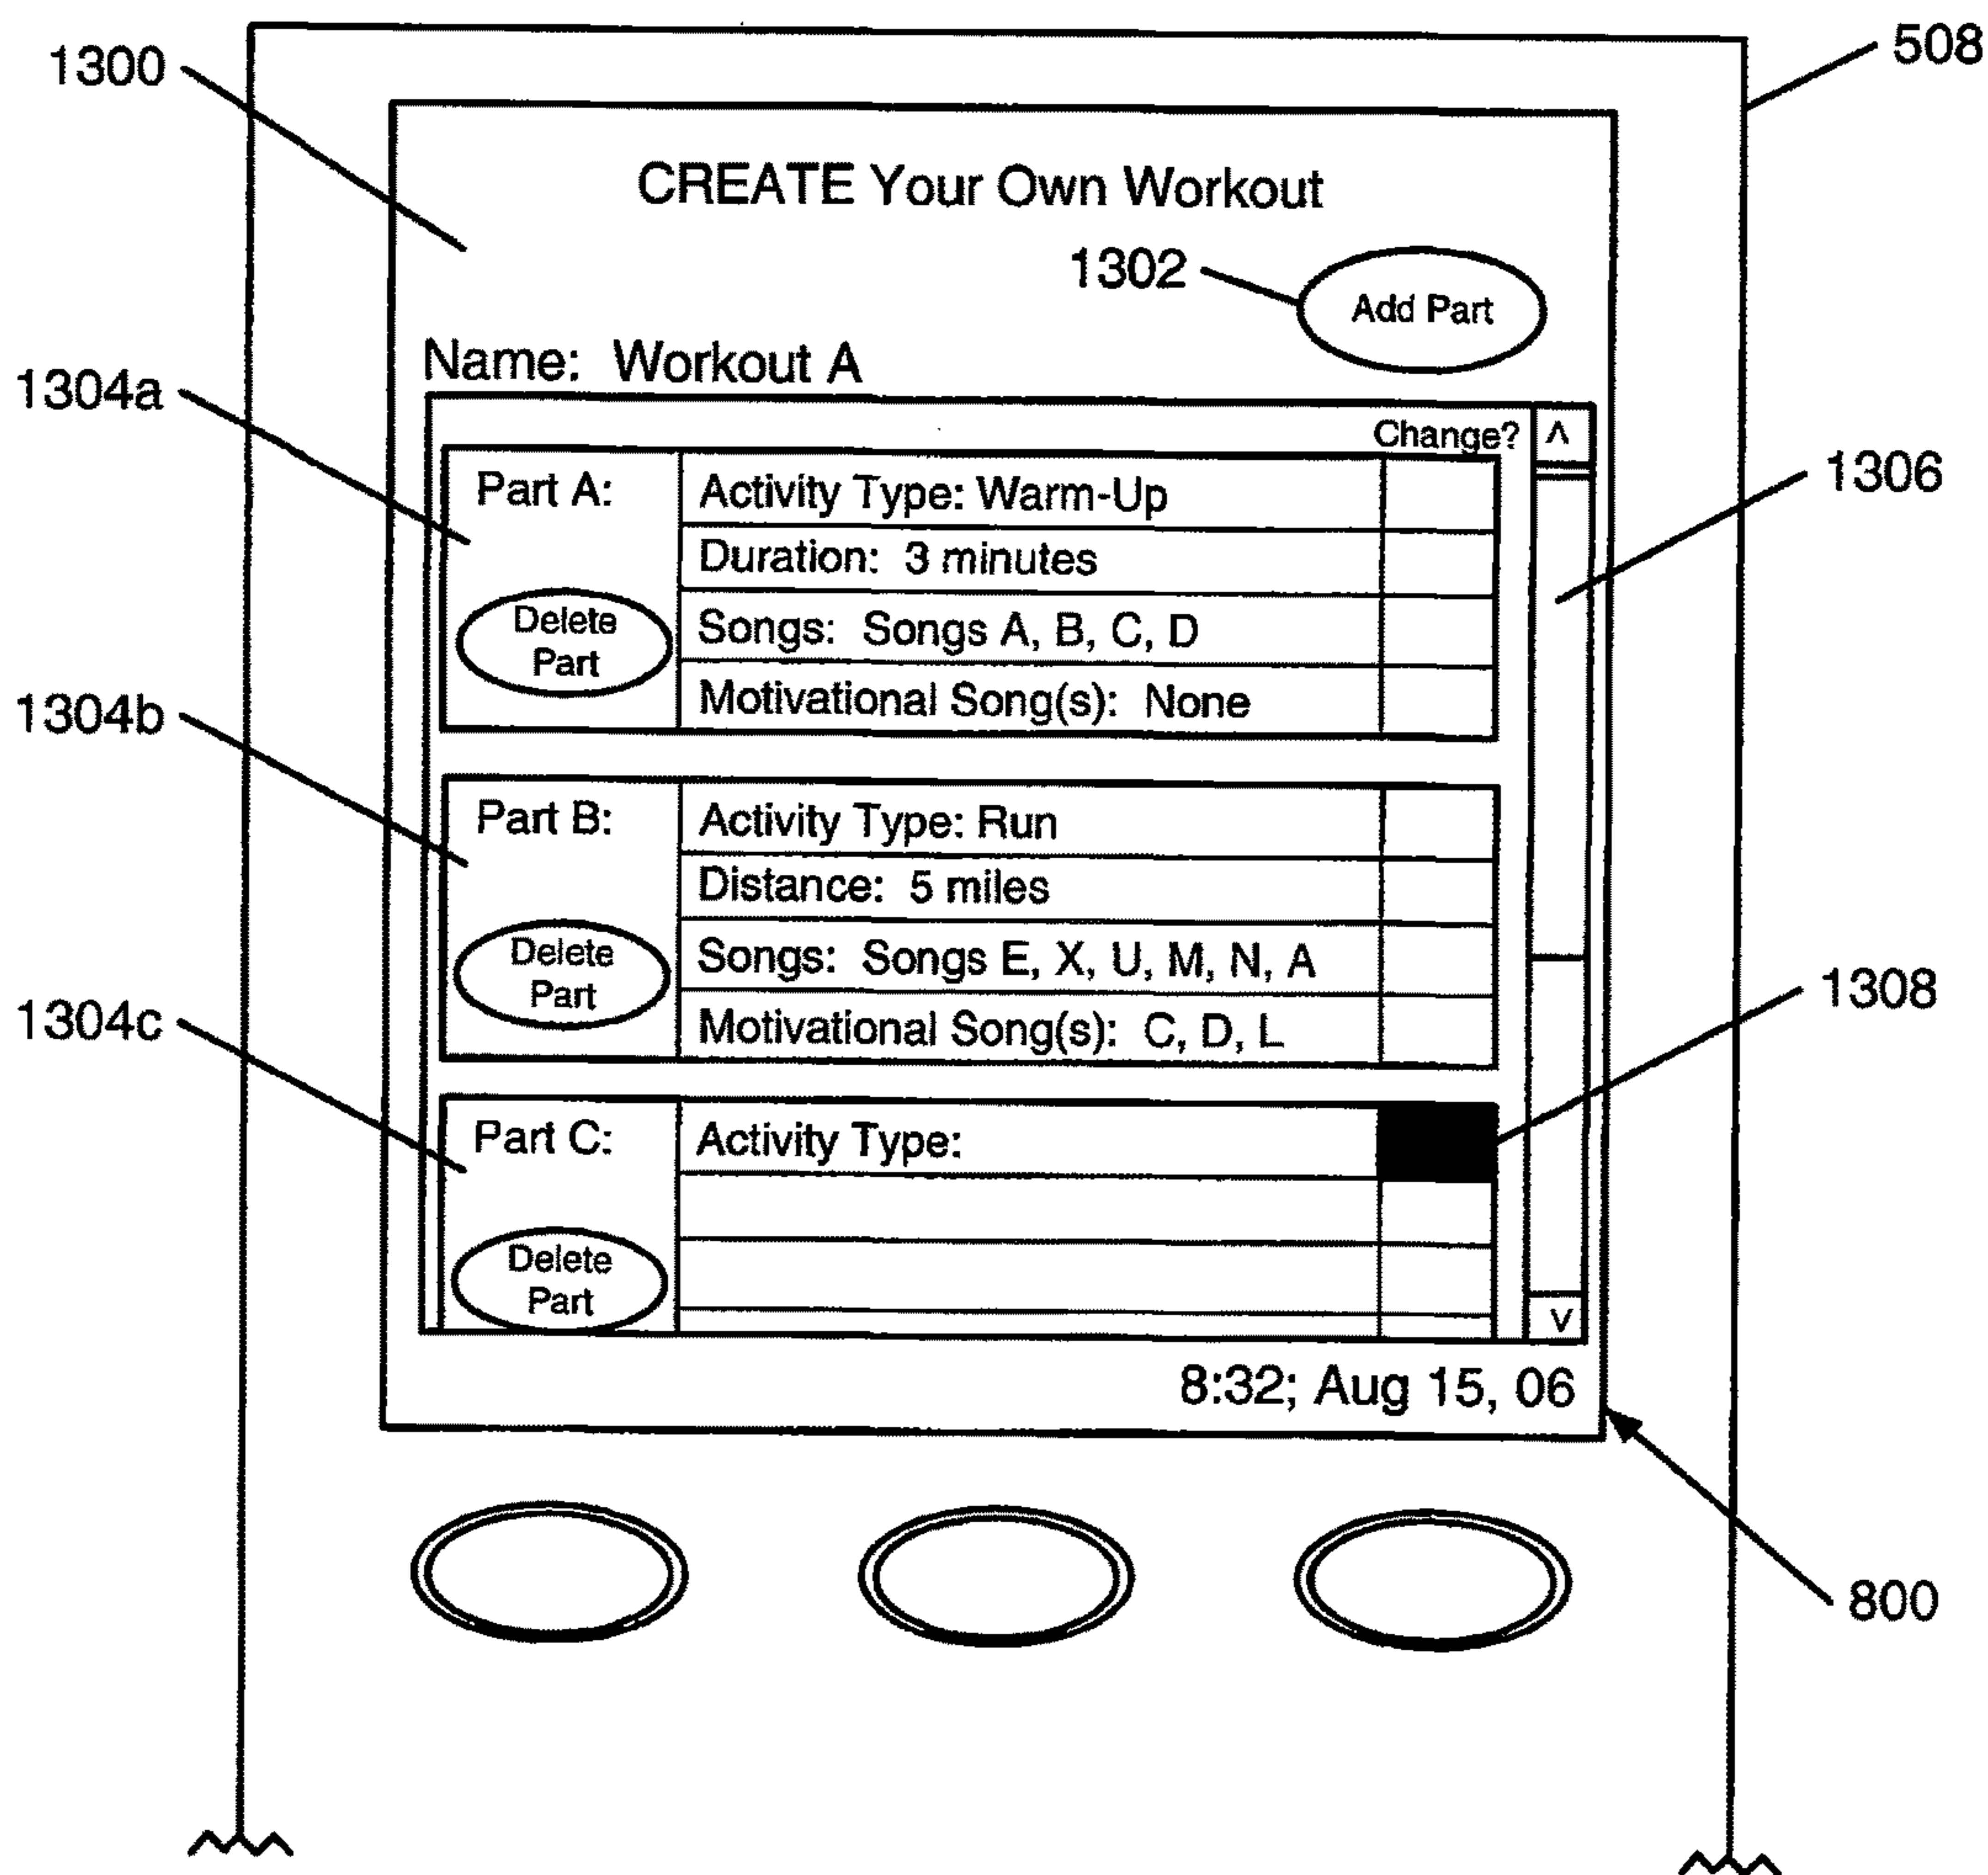 508
1300
CREATE Your Own Workout
1302
Add Part
Name: Workout A
1304a
Change?
^
1306
Part A:
Activity Type: Warm-Up
Duration: 3 minutes
Delete
Part
Songs: Songs A, B, C, D
Motivational Song(s): None
1304b
Part B:
Activity Type: Run
Distance: 5 miles
Delete
Part
Songs: Songs E, X, U, M, N, A
Motivational Song(s): C, D, L
1308
1304c
Part C:
Activity Type:
Delete
Part
v
8:32; Aug 15, 06
800